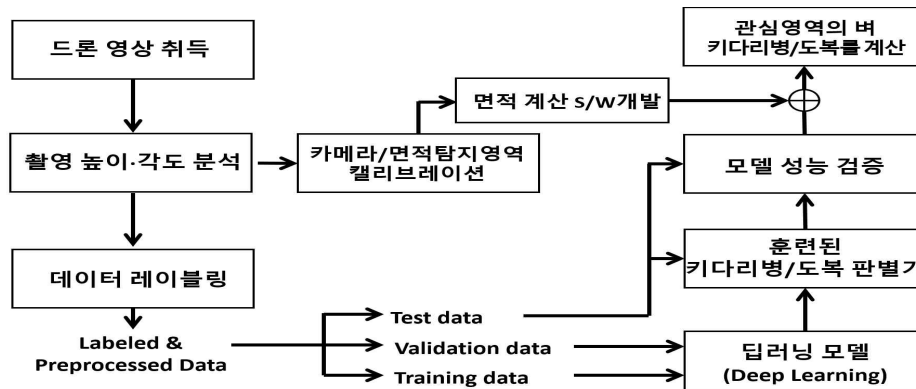 드론 영상 취득
관심영역의 벼
키다리병/도복률 계산
면적 계산 S/W개발
촬영 높이·각도 분석
카메라/면적탐지영역
캘리브레이션
모델 성능 검증
데이터 레이블링
훈련된
키다리병/도복 판별기
Labeled &
Preprocessed Data
Test data
Validation data
Training data
딥러닝 모델
(Deep Learning)